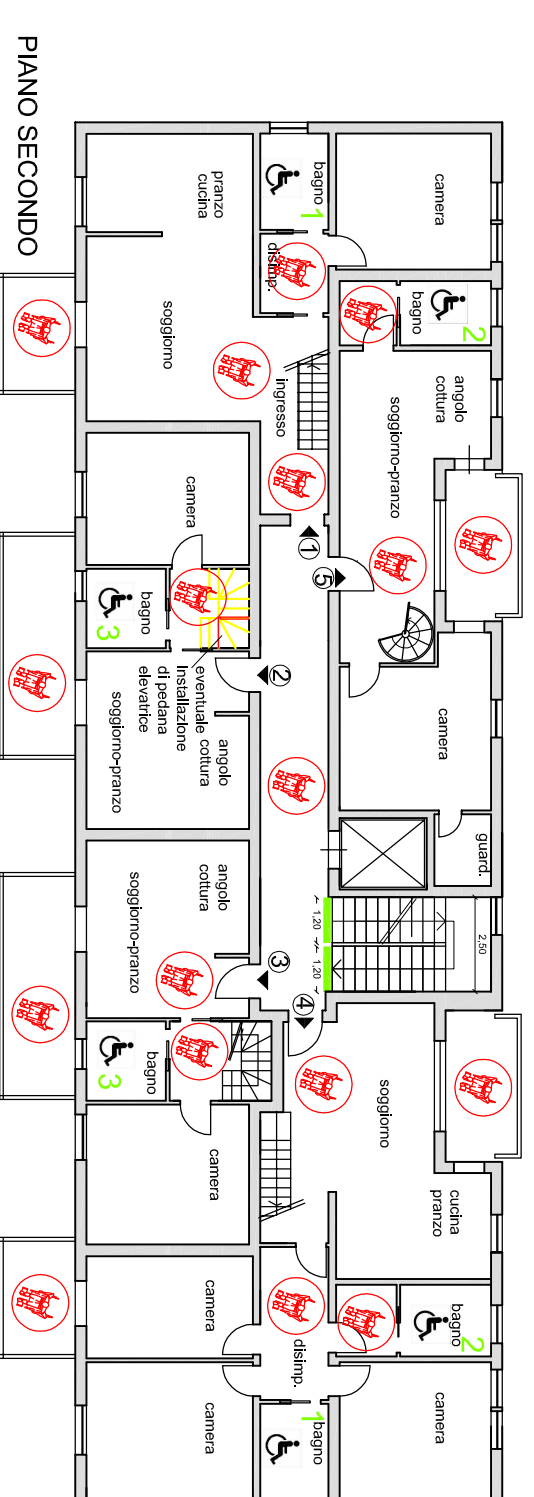 PIANO SECONDO
camera
bagno
1
disimp.
pranzo
cucina
soggiorno
ingresso
bagno
2
angolo
cottura
soggiorno-pranzo
camera
1
5
bagno
3
2
eventuale
Installazione
di pedana
elevatrice
angolo
cottura
soggiorno-pranzo
camera
guard.
angolo
cottura
soggiorno-pranzo
3
1,20
1,20
2,50
4
bagno
3
soggiorno
cucina
pranzo
camera
camera
disimp.
bagno
2
camera
1
bagno
camera